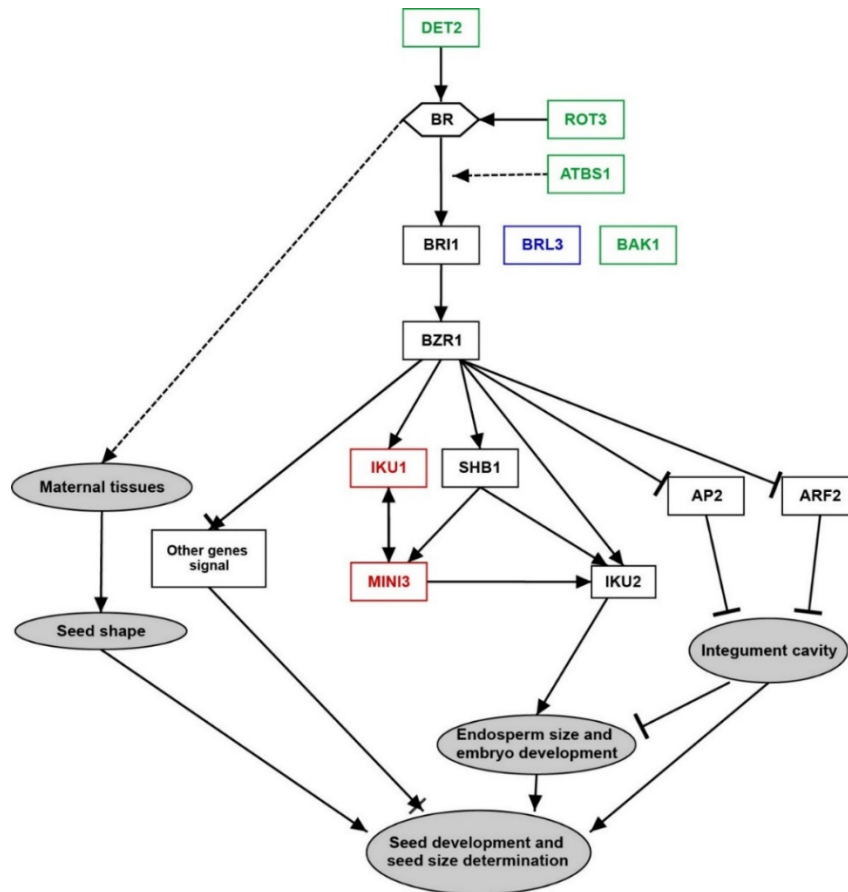 DET2
BR
ROT3
ATBS1
BRI1
BRL3
BAK1
BZR1
IKU1
SHB1
AP2
ARF2
Maternal tissues
Other genes
signal
MINI3
IKU2
Seed shape
Integument cavity
Endosperm size and
embryo development
Seed development and
seed size determination